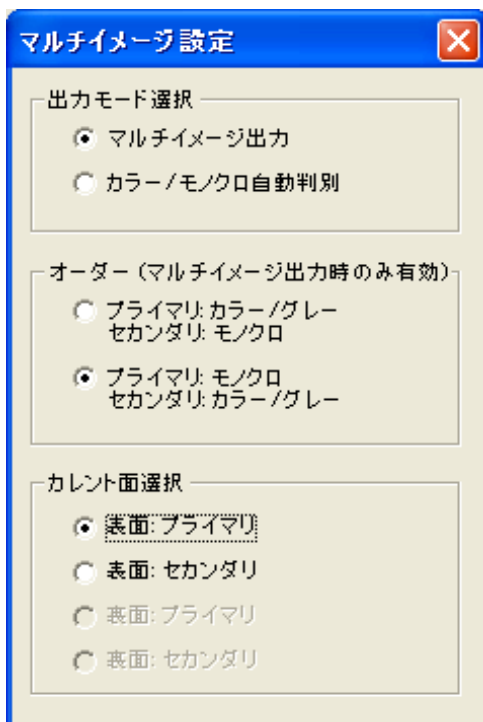 マルチイメージ設定
出力モード選択
マルチイメージ出力
カラー/モノクロ自動判別
オーダー(マルチイメージ出力時のみ有効)
プライマリ: カラー/グレー
セカンダリ: モノクロ
プライマリ: モノクロ
セカンダリ: カラー/グレー
カレント面選択
表面: プライマリ
表面: セカンダリ
裏面: プライマリ
裏面: セカンダリ